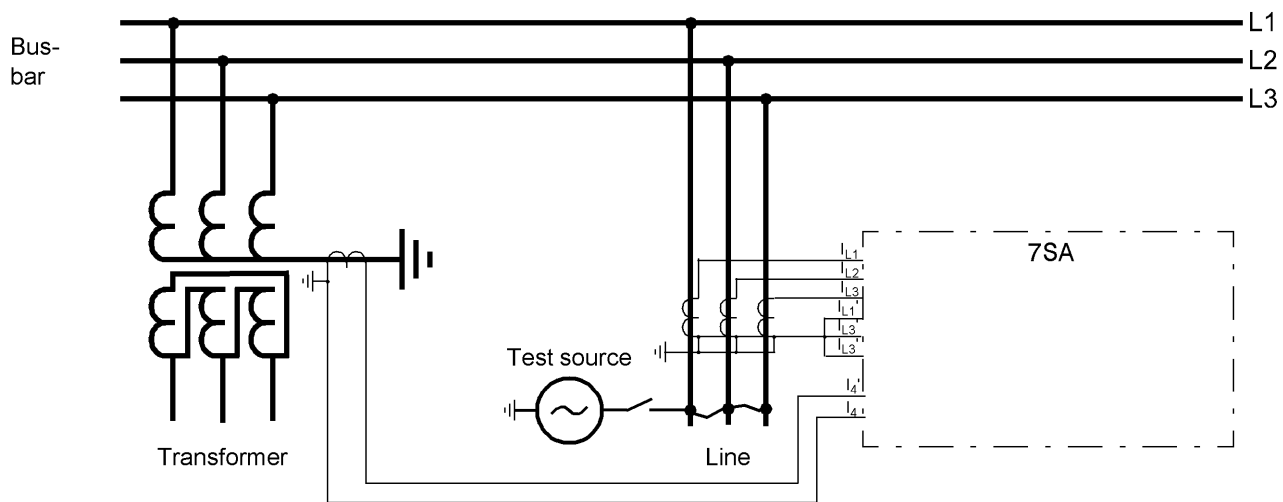 Bus-
bar
L1
L2
L3
7SA
IL1
IL2
IL3
IL1'
IL3'
IL3'
I4'
I4
Test source
Transformer
Line